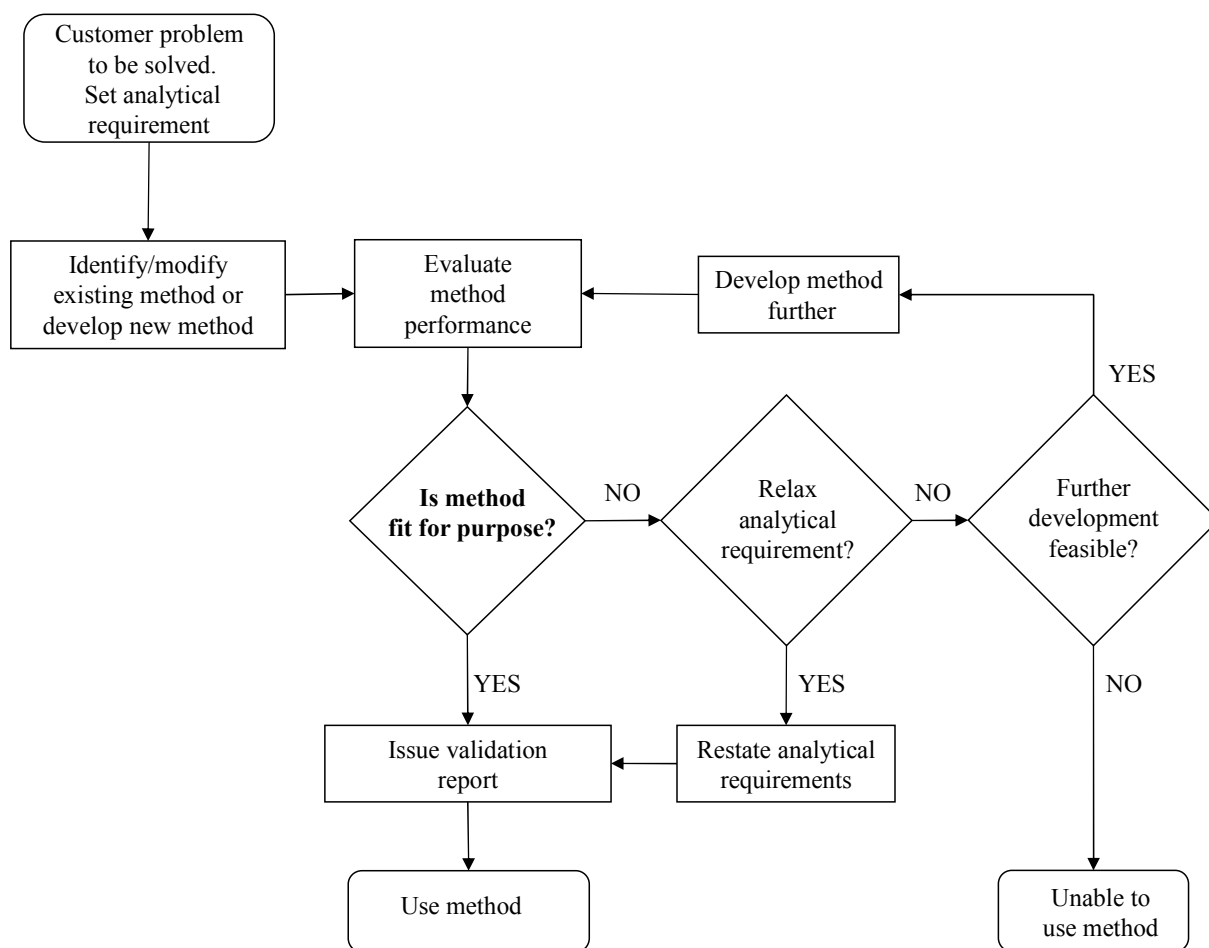 Customer problem
to be solved.
Set analytical
requirement
Identify/modify
existing method or
develop new method
Evaluate
method
performance
Develop method
further
YES
Is method
fit for purpose?
NO
Relax
analytical
requirement?
NO
Further
development
feasible?
YES
YES
NO
Issue validation
report
Restate analytical
requirements
Use method
Unable to
use method